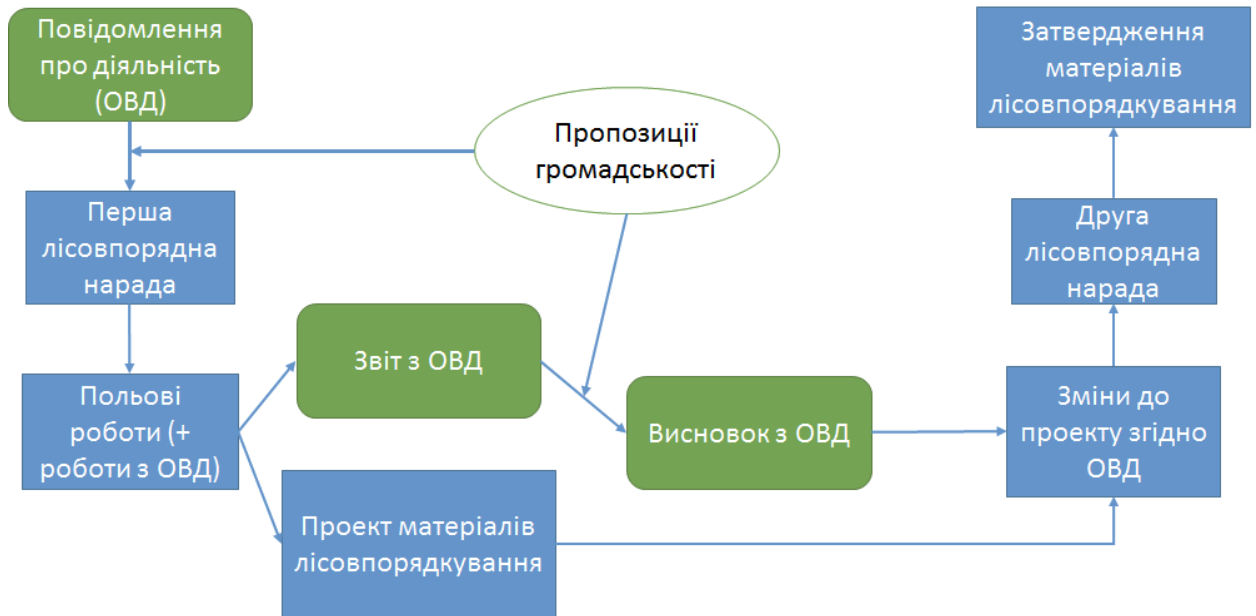 Повідомлення
про діяльність
(ОВД)
Пропозиції
громадськості
Затвердження
матеріалів
лісовпорядкування
Перша
лісовпорядна
нарада
Друга
лісовпорядна
нарада
Звіт з ОВД
Польові
роботи (+
роботи з ОВД)
Висновок з ОВД
Зміни до
проекту згідно
ОВД
Проект матеріалів
лісовпорядкування